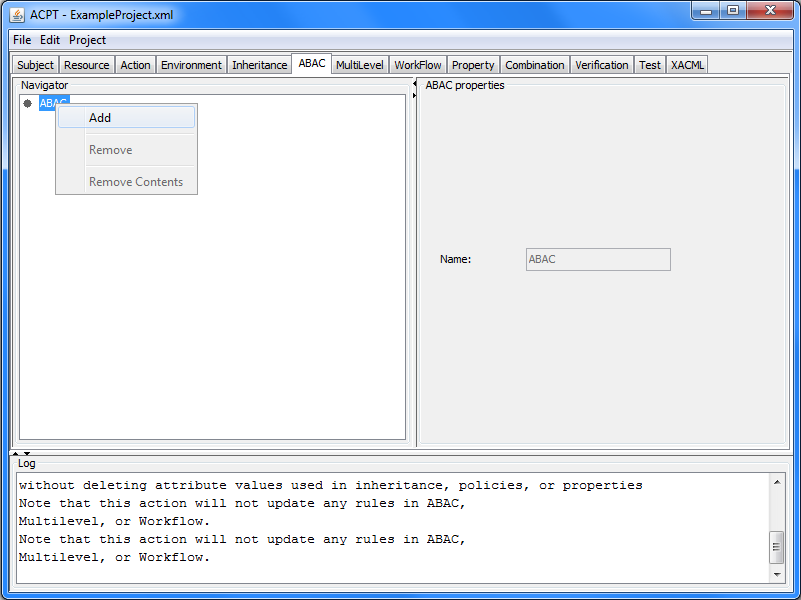 ACPT - ExampleProject.xml
File Edit Project
Subject Resource Action Environment Inheritance ABAC MultiLevel WorkFlow Property Combination Verification Test XACML
Navigator
ABAC
Add
Remove
Remove Contents
ABAC properties
Name: ABAC
Log
without deleting attribute values used in inheritance, policies, or properties
Note that this action will not update any rules in ABAC,
Multilevel, or Workflow.
Note that this action will not update any rules in ABAC,
Multilevel, or Workflow.